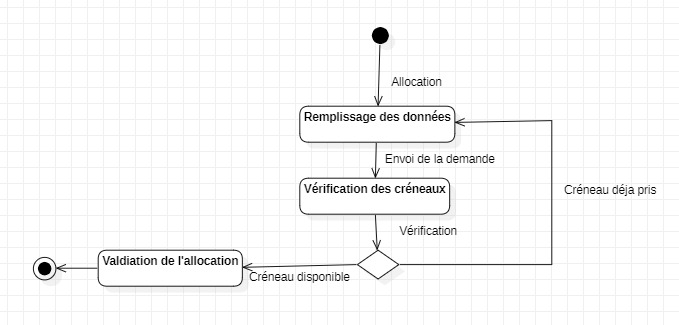 Allocation
Remplissage des données
Envoi de la demande
Vérification des créneaux
Créneau déja pris
Vérification
Valdiation de l'allocation
Créneau disponible